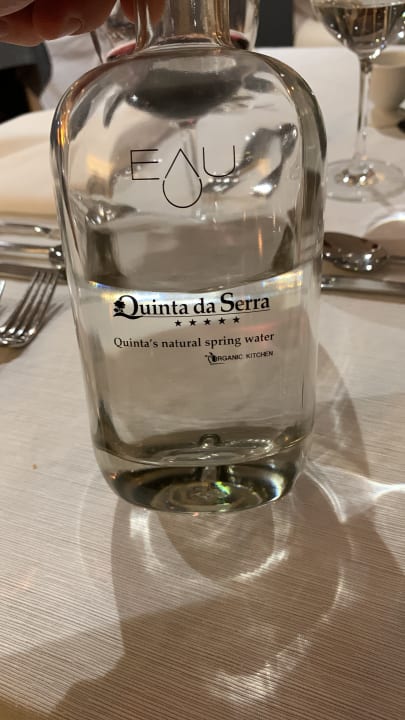 EAU
Quinta da Serra
★★★★★
Quinta's natural spring water
ORGANIC KITCHEN